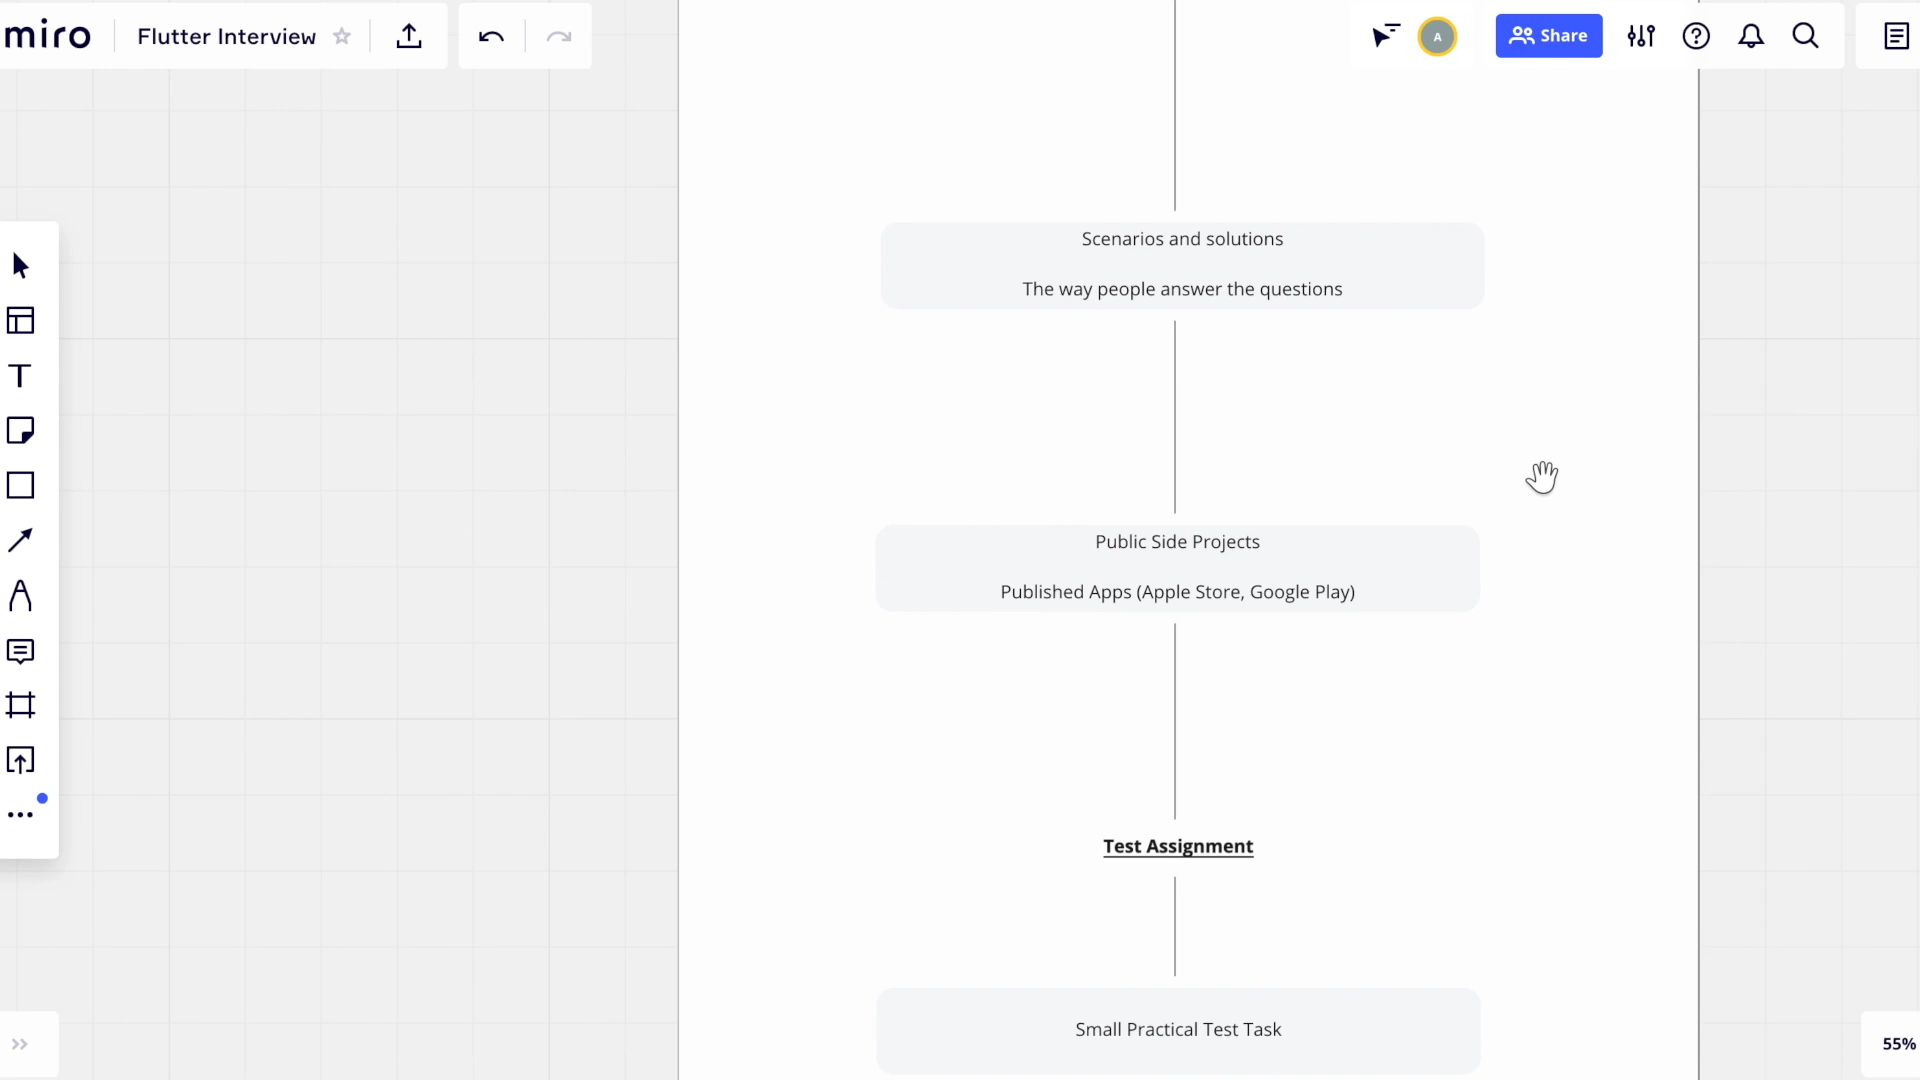 miro
Flutter Interview
A
Share
Scenarios and solutions
The way people answer the questions
Public Side Projects
Published Apps (Apple Store, Google Play)
Test Assignment
Small Practical Test Task
55%